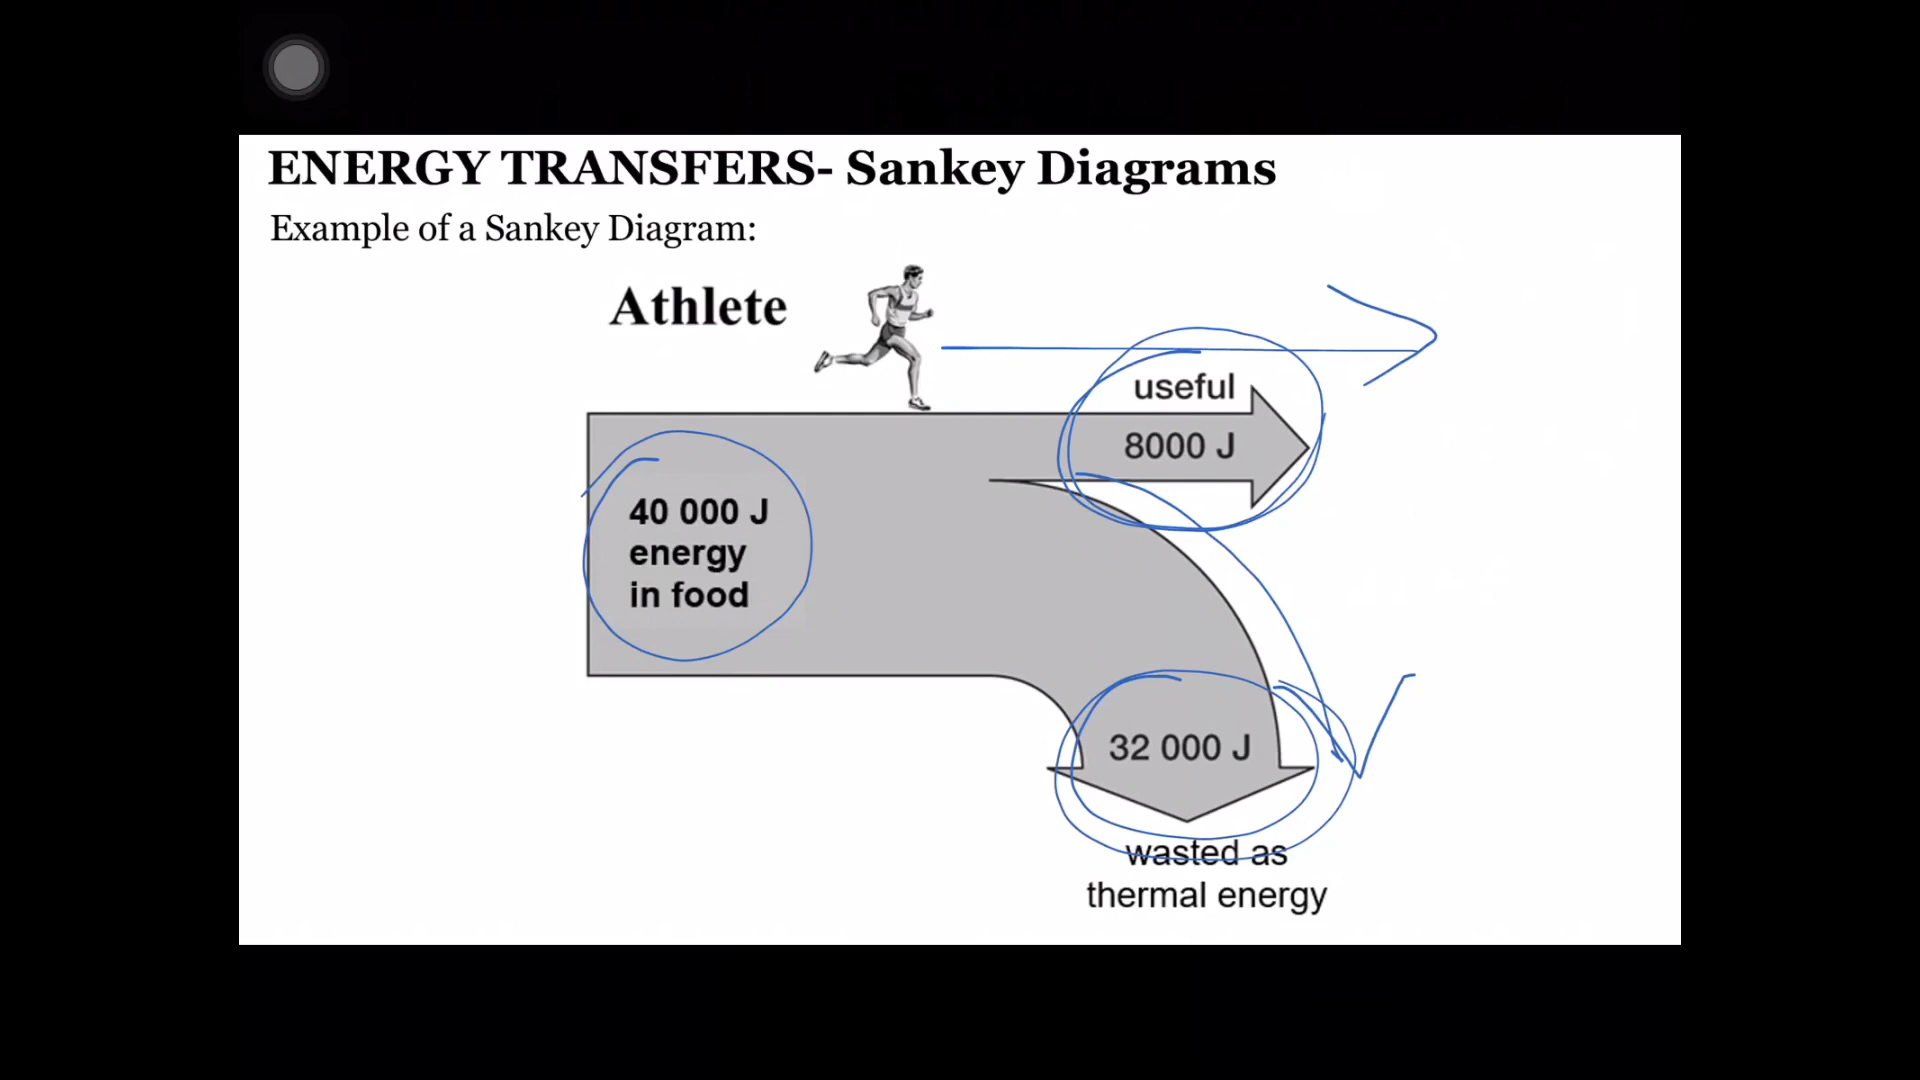 ENERGY TRANSFERS- Sankey Diagrams
Example of a Sankey Diagram:
Athlete
useful
8000 J
40 000 J
energy
in food
32 000 J
wasted as
thermal energy